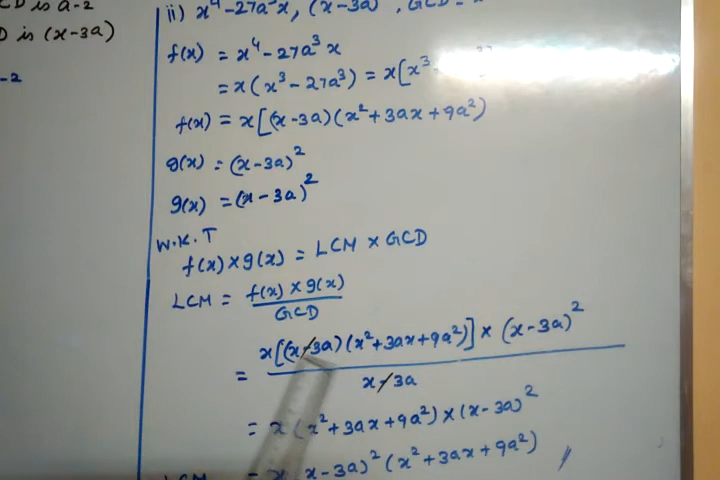 CD is a-2
D is (x-3a)
-2
ii) x⁴-27a³x, (x-3a)², GCD =
f(x) = x⁴-27a³x
= x(x³-27a³) = x[x³
f(x) = x[(x-3a)(x²+3ax+9a²)
g(x) = (x-3a)²
g(x) = (x-3a)²
W.K.T
f(x)×g(x) = LCM × GCD
LCM = f(x) × g(x)
GCD
x[(x-3a)(x²+3ax+9a²)] × (x-3a)²
=
x-3a
= x(x²+3ax+9a²)×(x-3a)²
x-3a)²(x²+3ax+9a²)